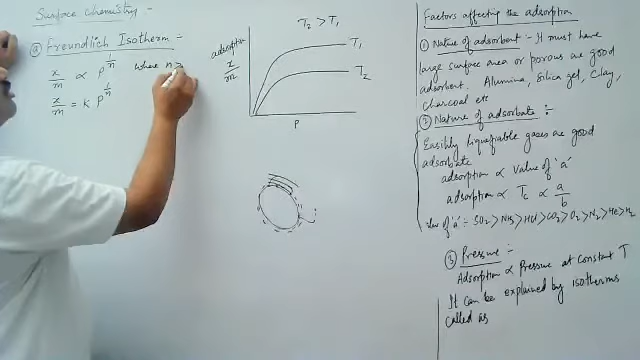 Surface chemistry :-
(a) Freundlich Isotherm :-
x/m ∝ p^1/n where n >
x/m = K p^1/n
adsorption
x/m
T2 > T1
T1
T2
P
Factors affecting the adsorption
(1) Nature of adsorbent - It must have
large surface area or porous are good
adsorbent. Alumina, Silica gel, Clay,
charcoal etc
(2) Nature of adsorbate :-
Easihly liquefiable gases are good
adsorbate
adsorption ∝ value of 'a'
adsorption ∝ Tc ∝ a/b
of 'a' = SO2 > NH3 > HCl > CO2 > O2 > N2 > He > H2
(3) Pressure :-
Adsorption ∝ Pressure at constant T
It can be explained by isotherms
called as